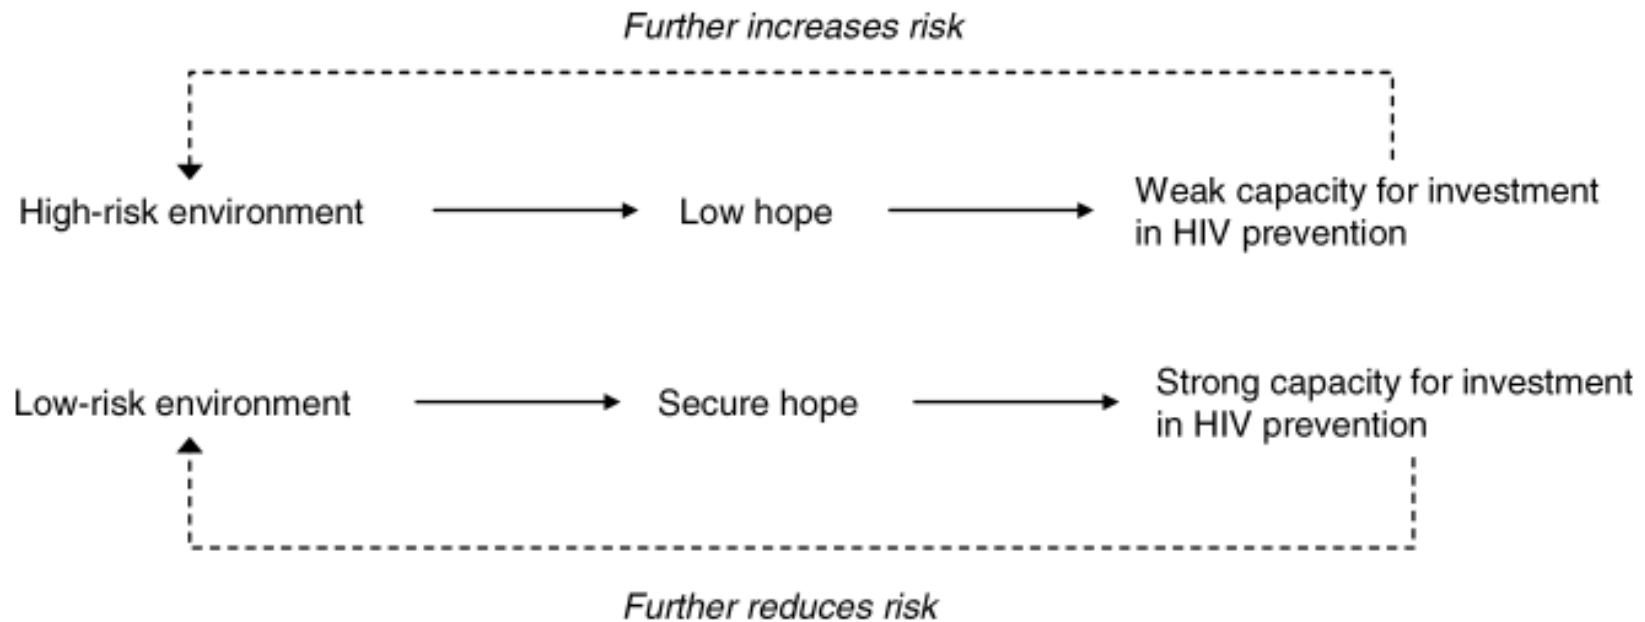 Further increases risk
High-risk environment
Low hope
Weak capacity for investment
in HIV prevention
Low-risk environment
Secure hope
Strong capacity for investment
in HIV prevention
Further reduces risk